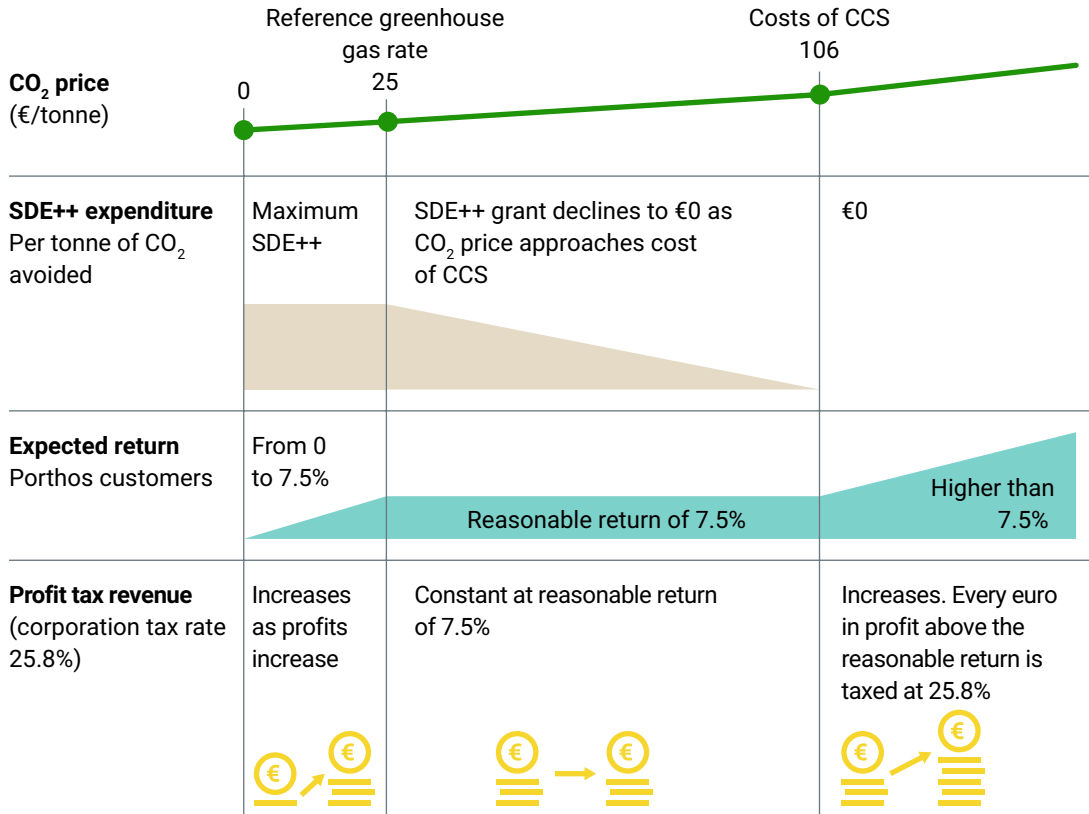 Reference greenhouse
gas rate
25
Costs of CCS
106
CO₂ price
(€/tonne)
0
SDE++ expenditure
Per tonne of CO₂
avoided
Maximum
SDE++
SDE++ grant declines to €0 as
CO₂ price approaches cost
of CCS
€0
Expected return
Porthos customers
From 0
to 7.5%
Reasonable return of 7.5%
Higher than
7.5%
Profit tax revenue
(corporation tax rate
25.8%)
Increases
as profits
increase
Constant at reasonable return
of 7.5%
Increases. Every euro
in profit above the
reasonable return is
taxed at 25.8%
€
€
€
€
€
€